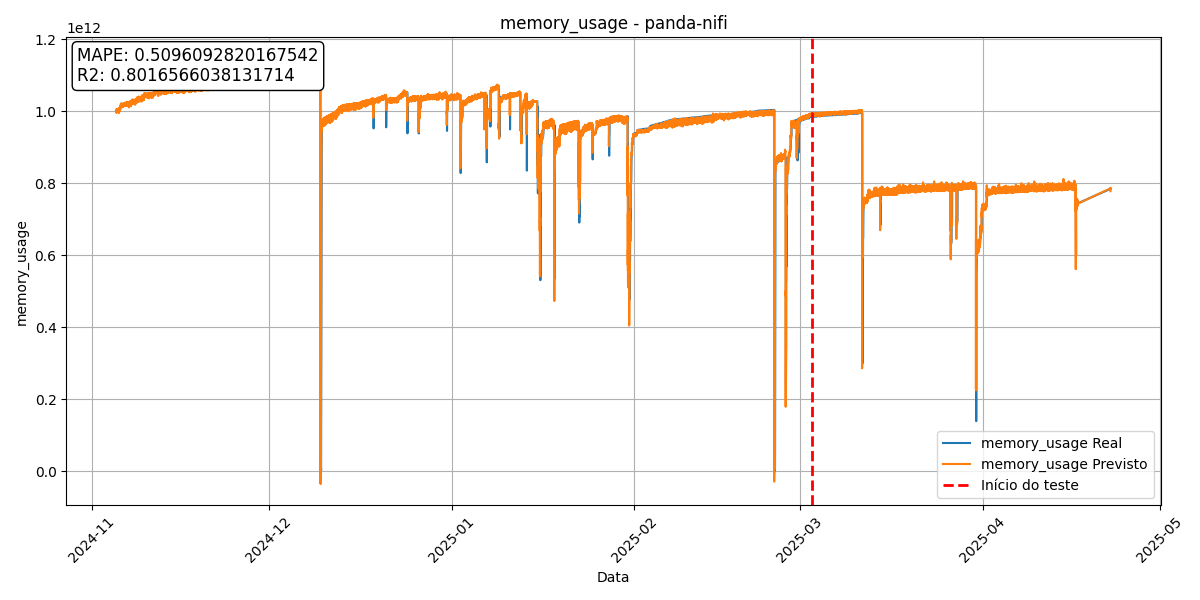 memory_usage - panda-nifi
1e12
MAPE: 0.5096092820167542
R2: 0.8016566038131714
1.2
1.0
0.8
0.6
0.4
0.2
0.0
memory_usage
memory_usage Real
memory_usage Previsto
Início do teste
2024-11
2024-12
2025-01
2025-02
2025-03
2025-04
2025-05
Data